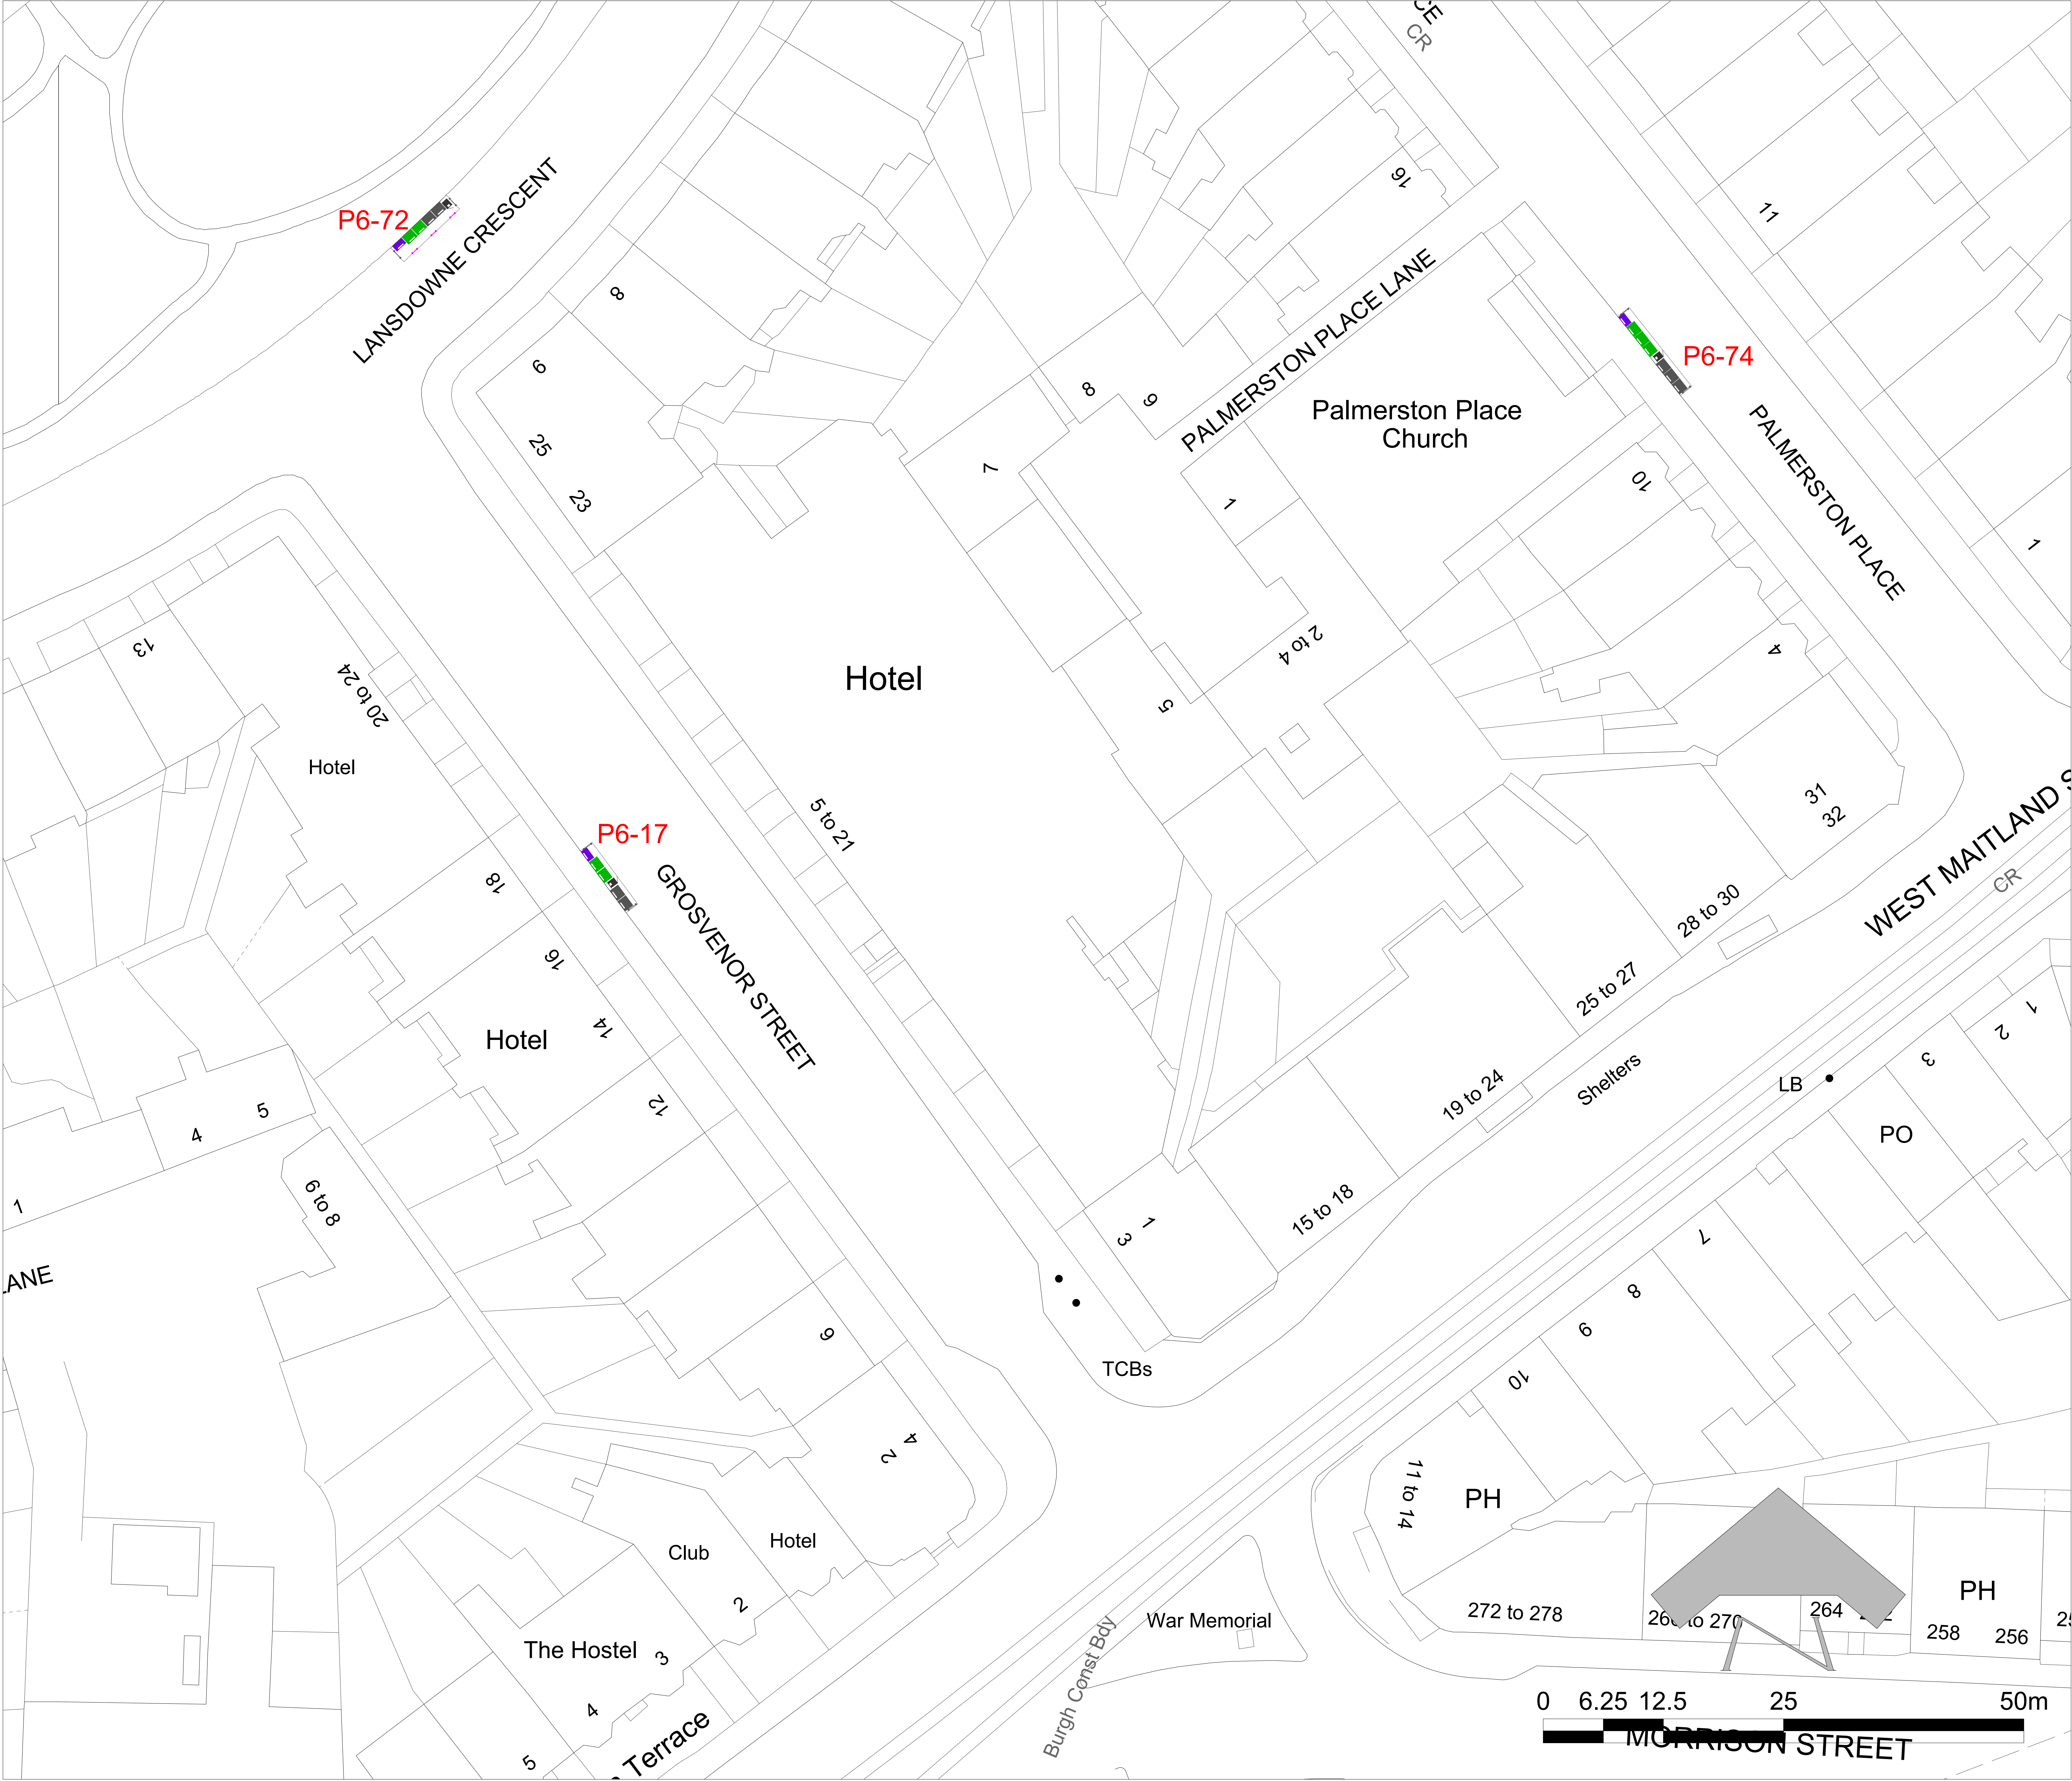 CE
CR
P6-72
LANSDOWNE CRESCENT
16
11
8
6
25
23
8
9
PALMERSTON PLACE LANE
P6-74
Palmerston Place
Church
PALMERSTON PLACE
7
1
10
1
13
20 to 24
Hotel
Hotel
5
2 to 4
4
31
32
5 to 21
P6-17
GROSVENOR STREET
18
16
Hotel
14
12
WEST MAITLAND S
CR
28 to 30
25 to 27
19 to 24
Shelters
LB
1
2
3
PO
15 to 18
5
4
1
6 to 8
LANE
1
3
TCBs
7
8
9
10
6
4
2
11 to 14
PH
Club
Hotel
2
The Hostel
3
4
5
Terrace
Burgh Const Bdy
War Memorial
272 to 278
to 270
264
258
256
PH
0 6.25 12.5 25 50m
MORRISON STREET